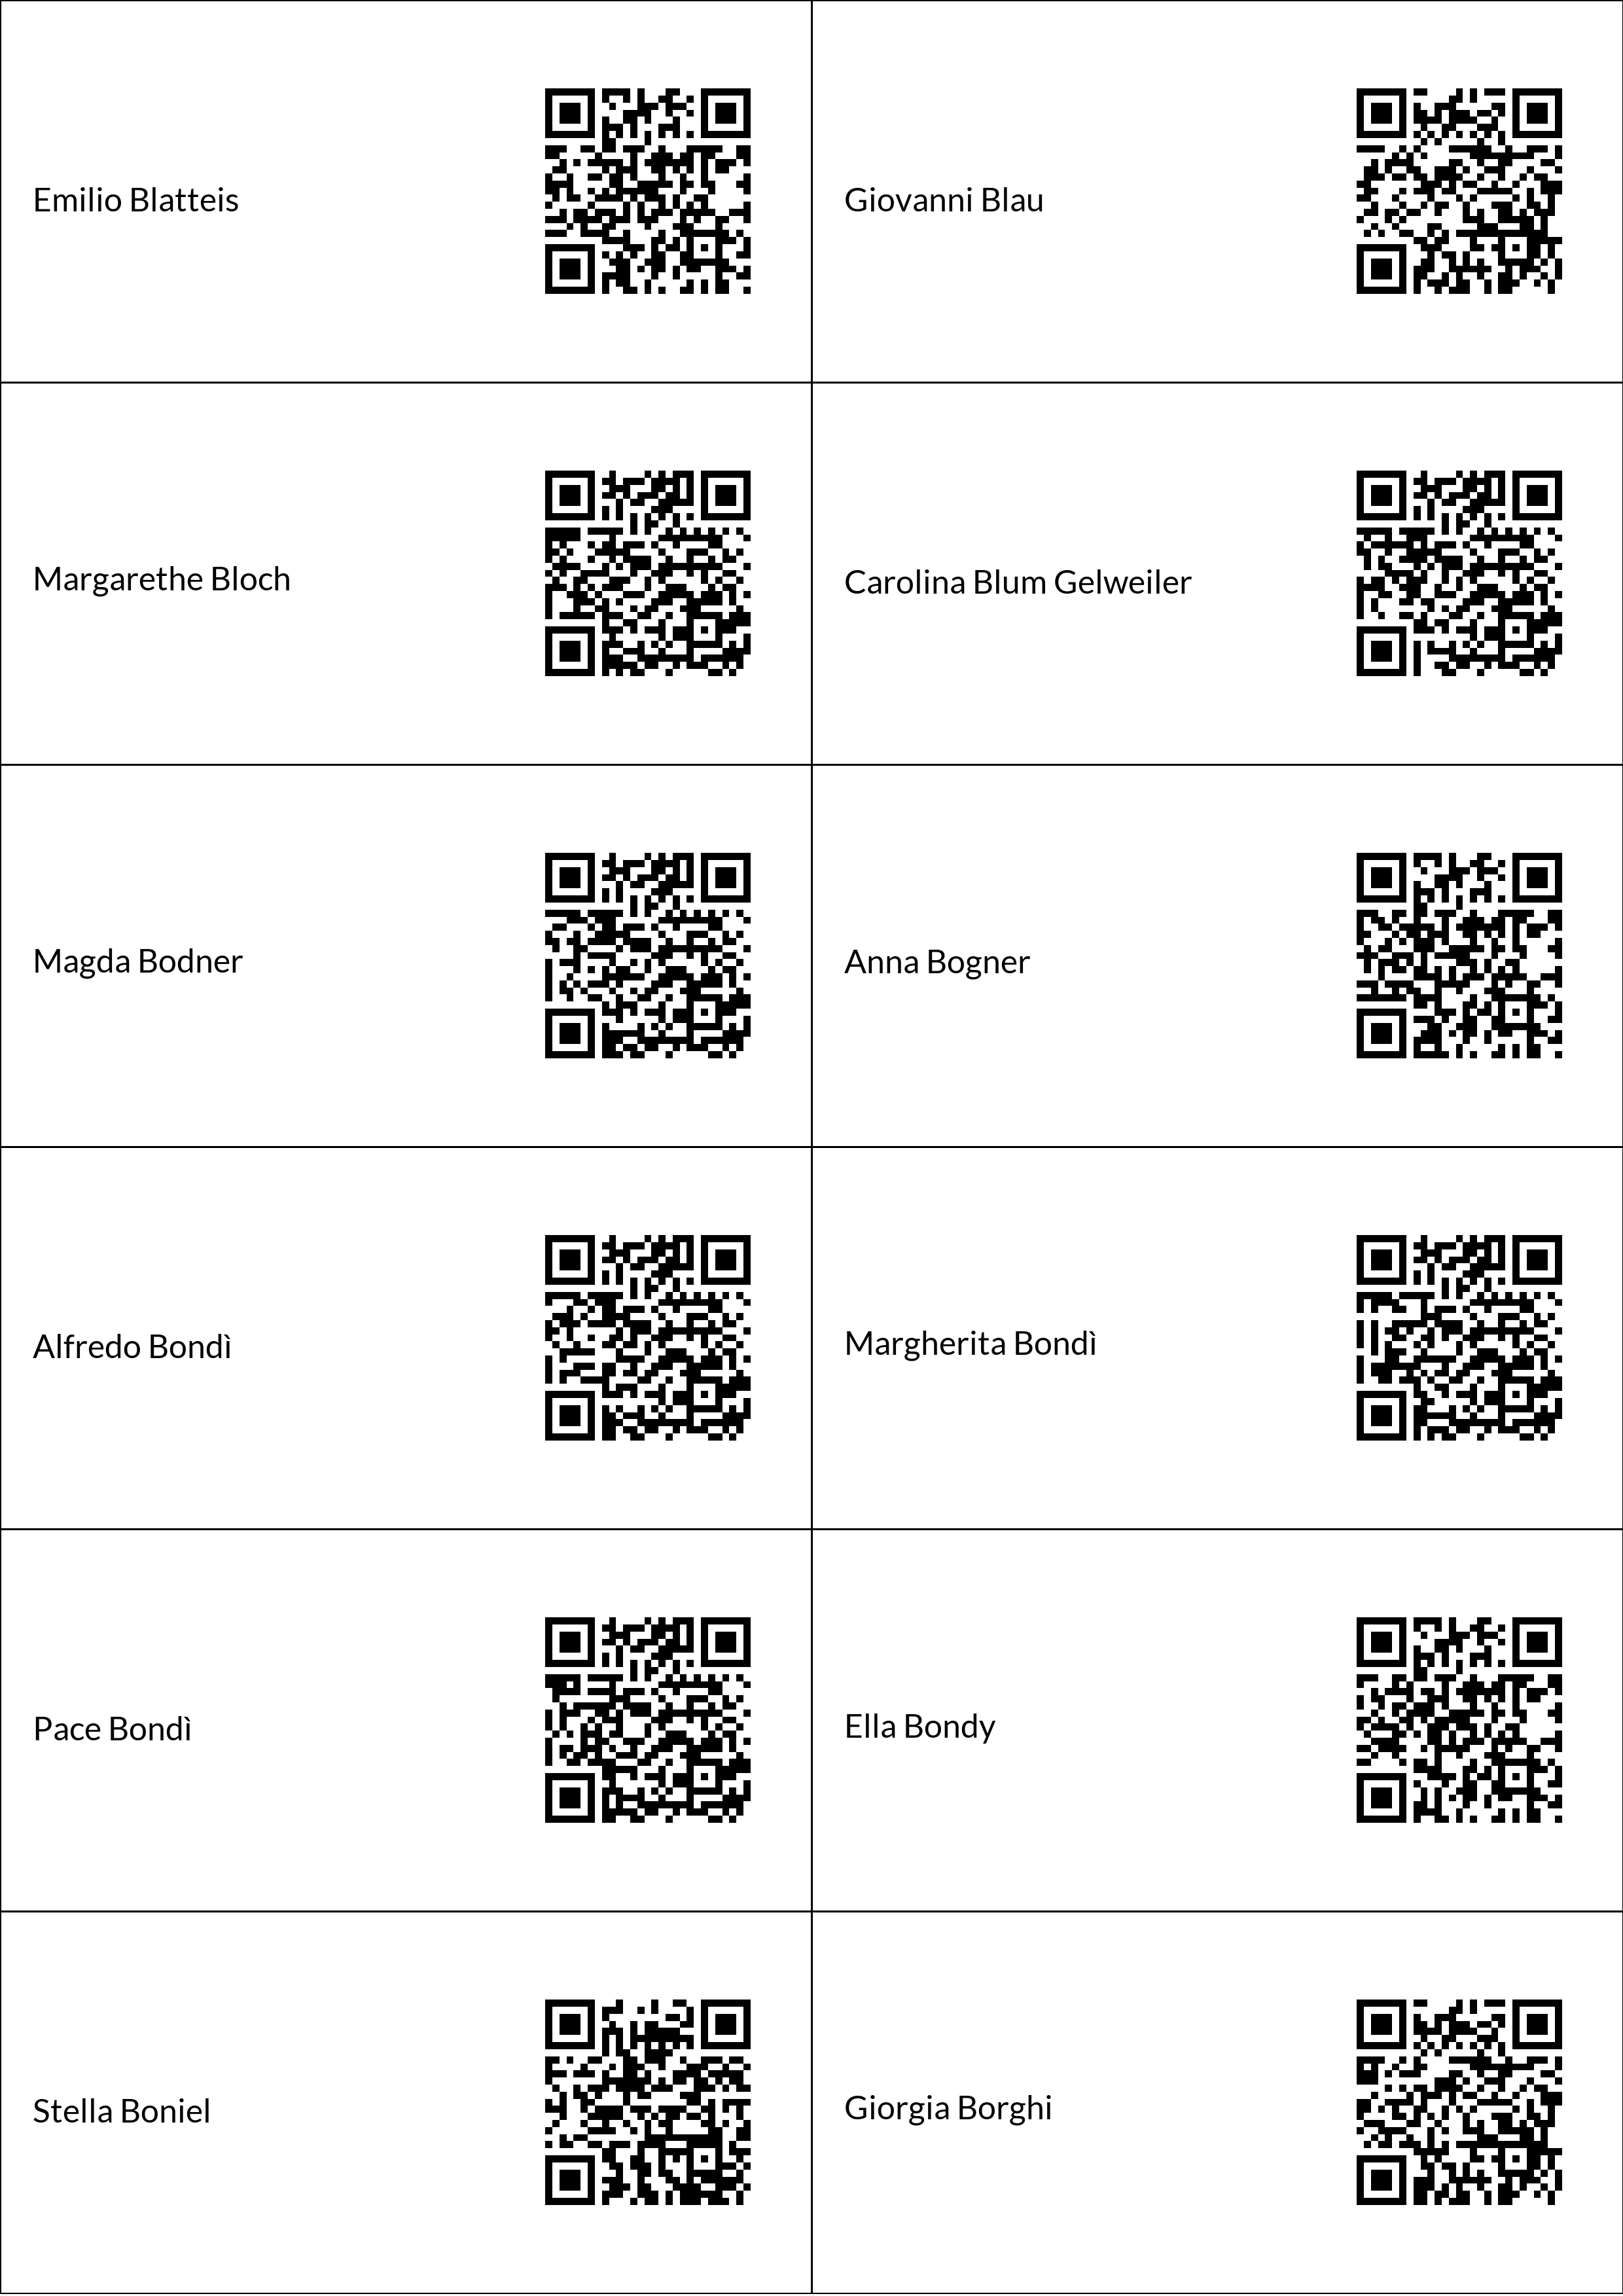 Emilio Blatteis
Giovanni Blau
Margarethe Bloch
Carolina Blum Gelweiler
Magda Bodner
Anna Bogner
Alfredo Bondì
Margherita Bondì
Pace Bondì
Ella Bondy
Stella Boniel
Giorgia Borghi